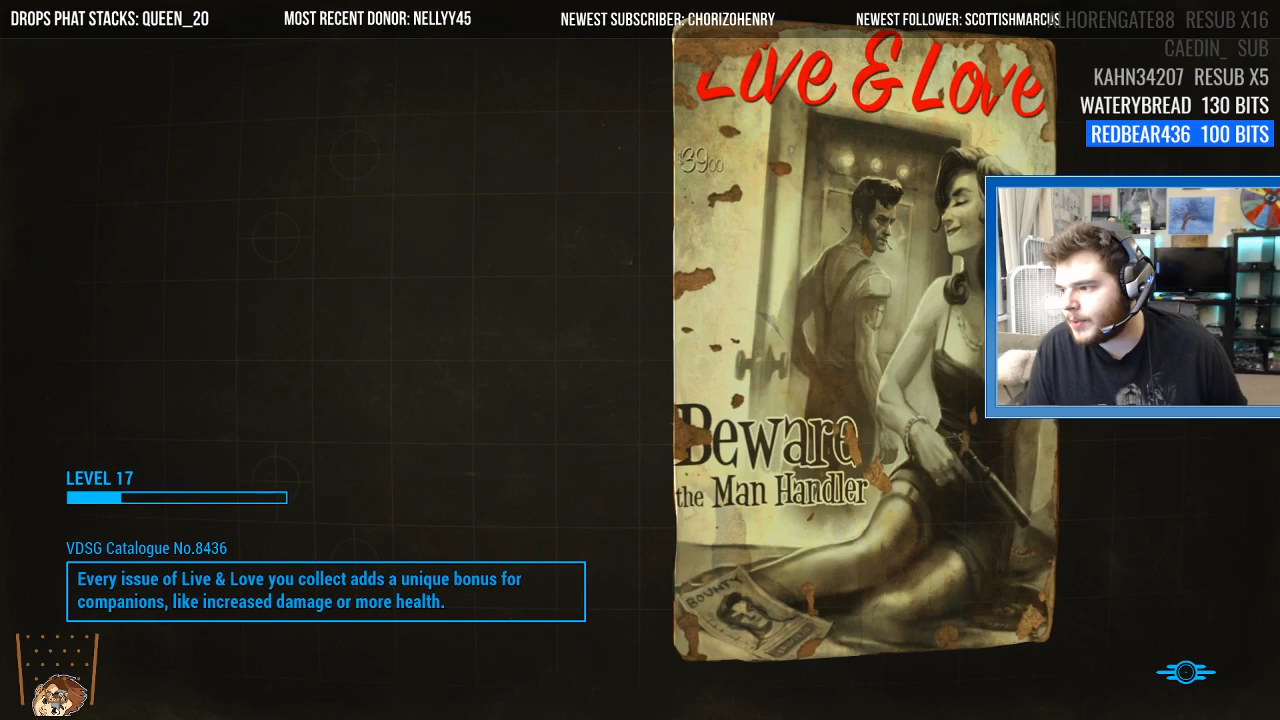 DROPS PHAT STACKS: QUEEN_20
MOST RECENT DONOR: NELLYY45
NEWEST SUBSCRIBER: CHORIZOHENRY
NEWEST FOLLOWER: SCOTTISHMARCUS
LHORENGATE88 RESUB X16
CAEDIN_ SUB
KAHN34207 RESUB X5
WATERYBREAD 130 BITS
REDBEAR436 100 BITS
Live & Love
$3900
Beware
the Man Handler
BOUNTY
LEVEL 17
VDSG Catalogue No.8436
Every issue of Live & Love you collect adds a unique bonus for
companions, like increased damage or more health.